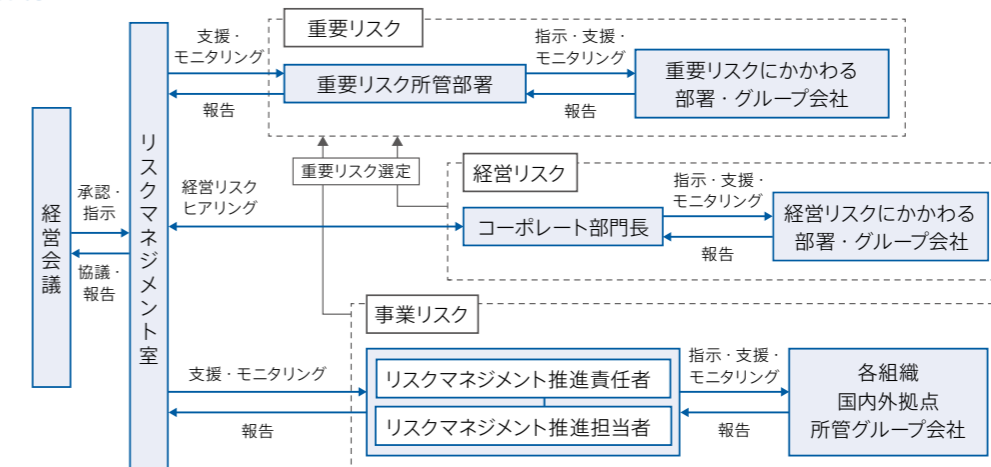 重要リスク
支援・
モニタリング
指示・支援・
モニタリング
重要リスク所管部署
重要リスクにかかわる
部署・グループ会社
報告
報告
重要リスク選定
経営リスク
経営リスク
ヒアリング
指示・支援・
モニタリング
コーポレート部門長
経営リスクにかかわる
部署・グループ会社
報告
経営会議
承認・
指示
協議・
報告
リスクマネジメント室
事業リスク
支援・モニタリング
報告
リスクマネジメント推進責任者
リスクマネジメント推進担当者
指示・支援・
モニタリング
報告
各組織
国内外拠点
所管グループ会社